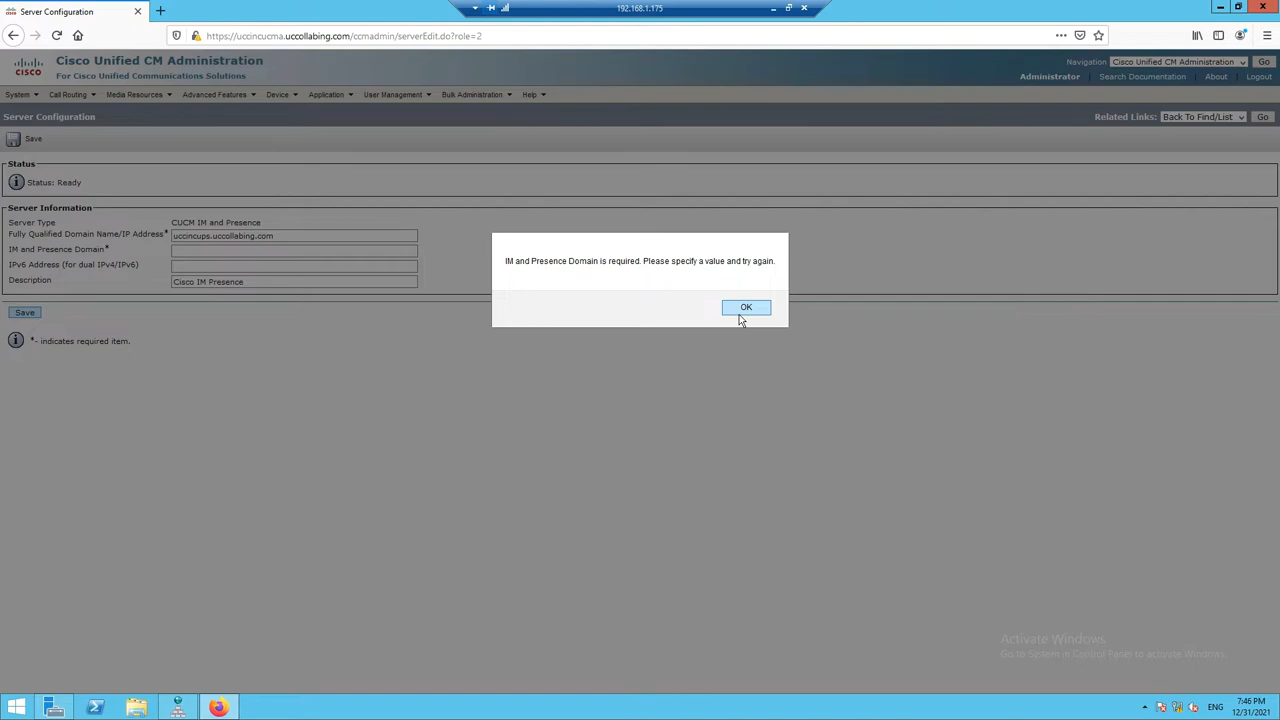 Server Configuration
192.168.1.175
https://uccincucma.uccollabing.com/ccmadmin/serverEdit.do?role=2
CISCO
Cisco Unified CM Administration
For Cisco Unified Communications Solutions
Navigation Cisco Unified CM Administration Go
Administrator Search Documentation About Logout
System Call Routing Media Resources Advanced Features Device Application User Management Bulk Administration Help
Server Configuration
Related Links: Back To Find/List Go
Save
Status
Status: Ready
Server Information
Server Type CUCM IM and Presence
Fully Qualified Domain Name/IP Address* uccincups.uccollabing.com
IM and Presence Domain*
IPv6 Address (for dual IPv4/IPv6)
Description Cisco IM Presence
IM and Presence Domain is required. Please specify a value and try again.
OK
Save
*- indicates required item.
Activate Windows
Go to System in Control Panel to activate Windows.
ENG
7:46 PM
12/31/2021